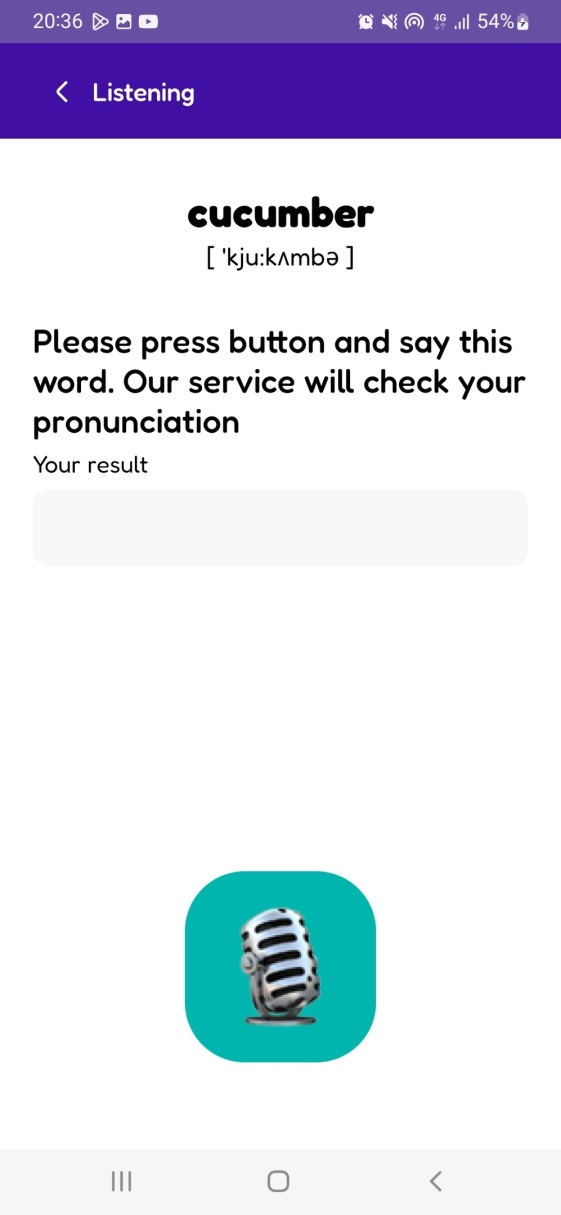 20:36 4G 54%
Listening
cucumber
[ 'kju:kʌmbə ]
Please press button and say this
word. Our service will check your
pronunciation
Your result